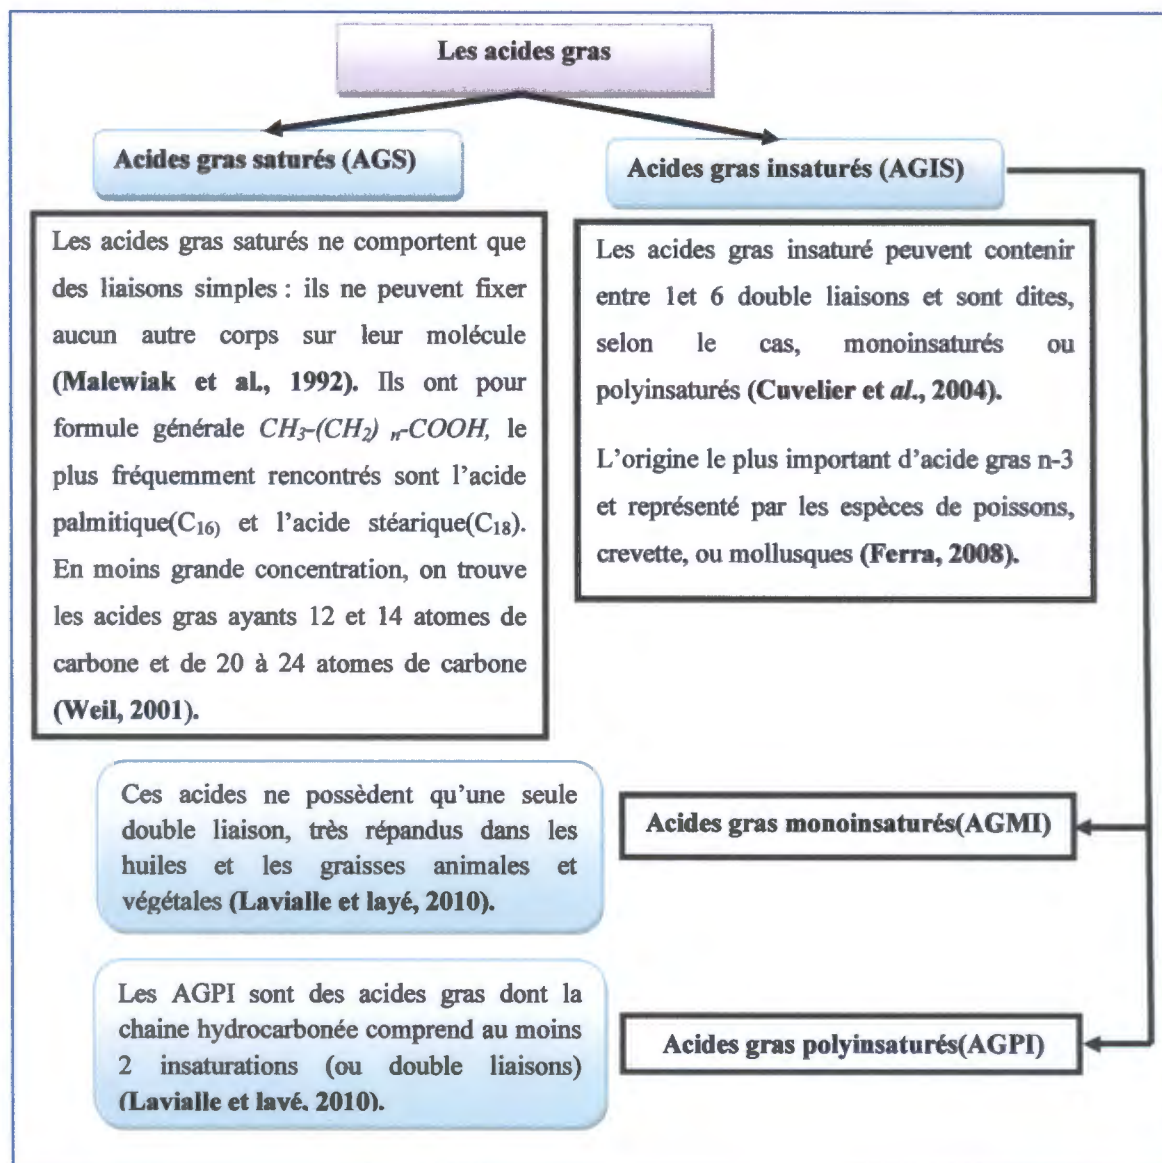 Les acides gras
Acides gras saturés (AGS)
Acides gras insaturés (AGIS)
Les acides gras saturés ne comportent que
des liaisons simples : ils ne peuvent fixer
aucun autre corps sur leur molécule
(Malewiak et al., 1992). Ils ont pour
formule générale CH₃-(CH₂) ₙ-COOH, le
plus fréquemment rencontrés sont l'acide
palmitique(C₁₆) et l'acide stéarique(C₁₈).
En moins grande concentration, on trouve
les acides gras ayants 12 et 14 atomes de
carbone et de 20 à 24 atomes de carbone
(Weil, 2001).
Les acides gras insaturé peuvent contenir
entre 1et 6 double liaisons et sont dites,
selon le cas, monoinsaturés ou
polyinsaturés (Cuvelier et al., 2004).
L'origine le plus important d'acide gras n-3
et représenté par les espèces de poissons,
crevette, ou mollusques (Ferra, 2008).
Ces acides ne possèdent qu'une seule
double liaison, très répandus dans les
huiles et les graisses animales et
végétales (Lavialle et layé, 2010).
Acides gras monoinsaturés(AGMI)
Les AGPI sont des acides gras dont la
chaine hydrocarbonée comprend au moins
2 insaturations (ou double liaisons)
(Lavialle et layé, 2010).
Acides gras polyinsaturés(AGPI)